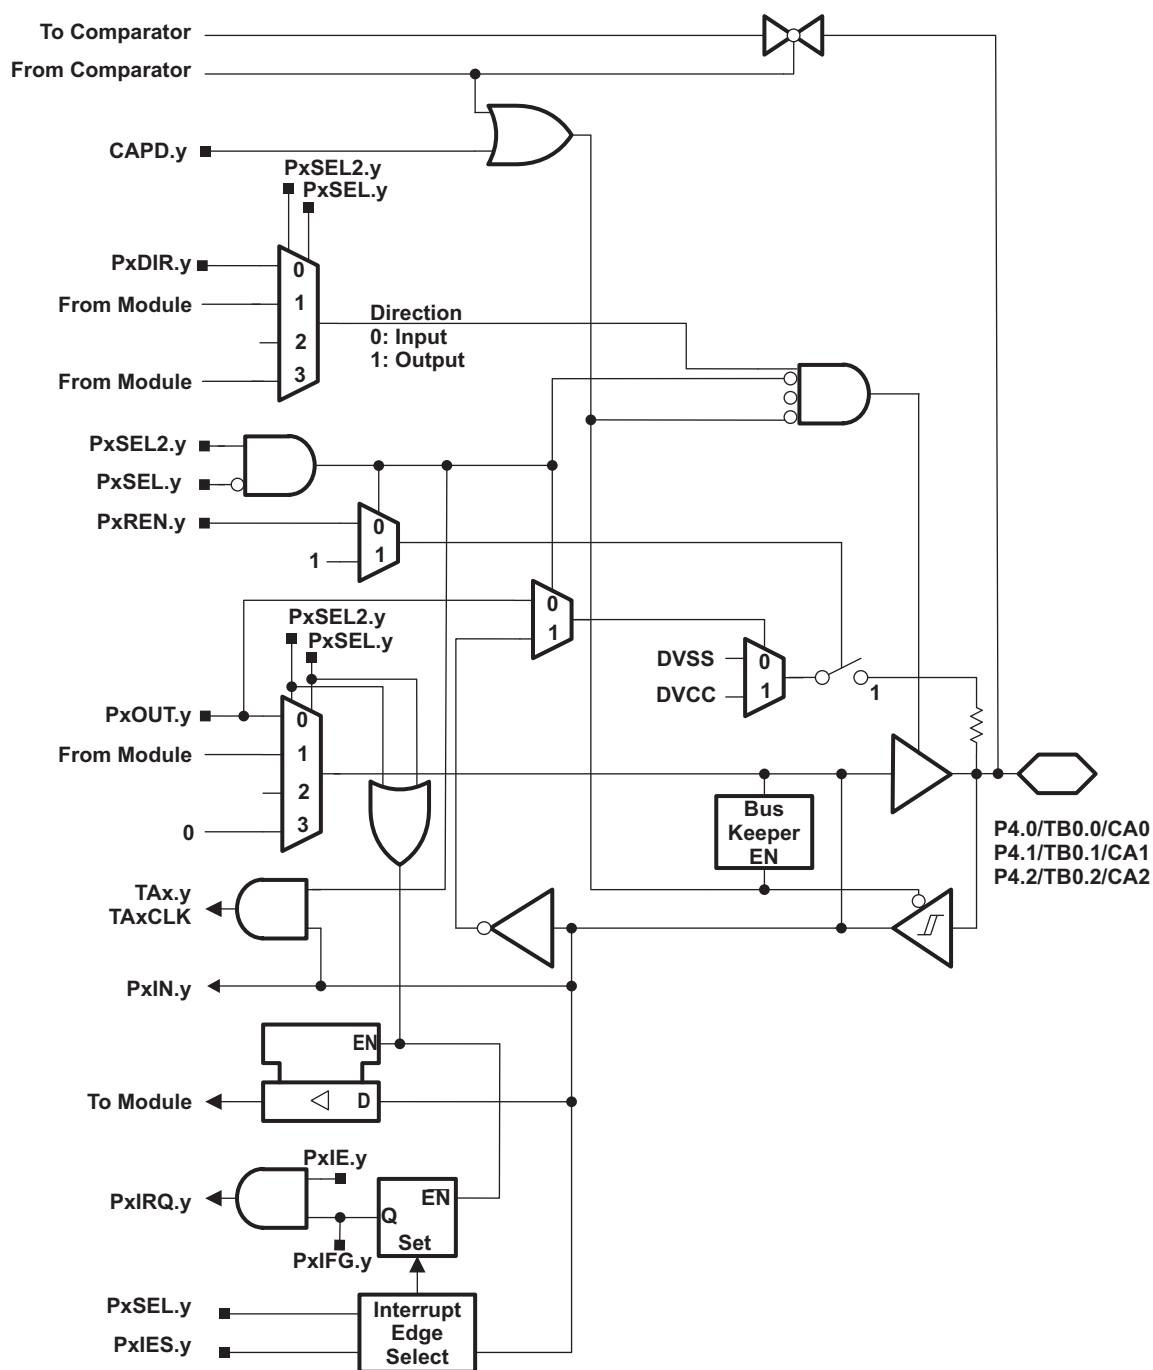 To Comparator
From Comparator
CAPD.y
PxSEL2.y
PxSEL.y
PxDIR.y
0
From Module
1
2
From Module
3
Direction
0: Input
1: Output
PxSEL2.y
PxSEL.y
PxREN.y
0
1
1
0
1
PxSEL2.y
PxSEL.y
DVSS
0
DVCC
1
1
PxOUT.y
0
From Module
1
2
0
3
Bus
Keeper
EN
P4.0/TB0.0/CA0
P4.1/TB0.1/CA1
P4.2/TB0.2/CA2
TAx.y
TAxCLK
PxIN.y
EN
To Module
D
PxIE.y
PxIRQ.y
EN
Q
Set
PxIFG.y
PxSEL.y
PxIES.y
Interrupt
Edge
Select